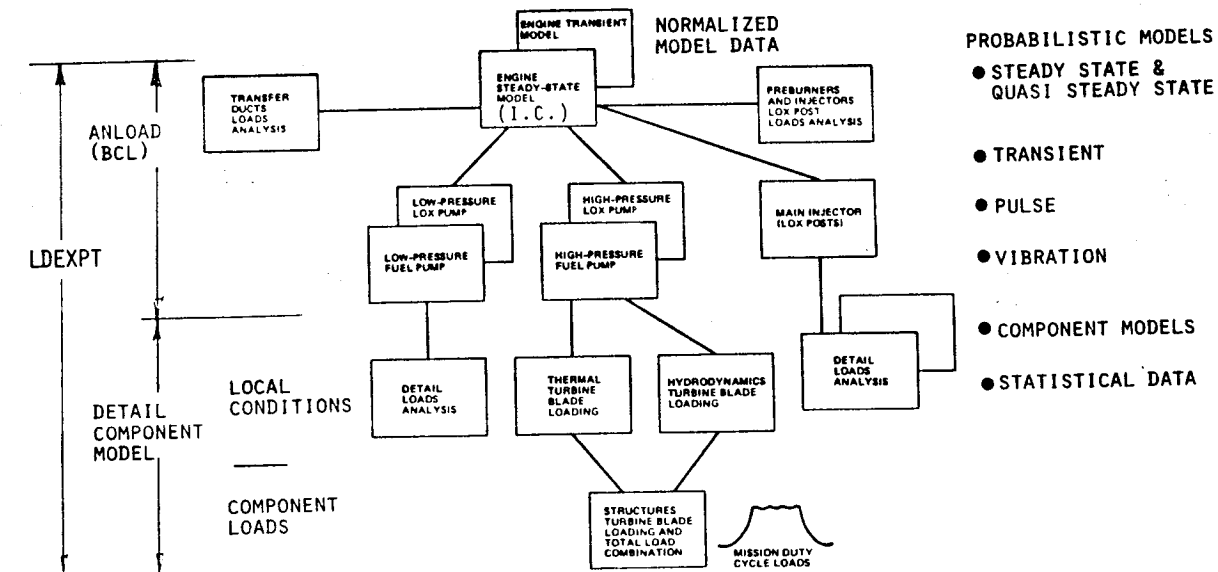 ENGINE TRANSIENT
MODEL
NORMALIZED
MODEL DATA
PROBABILISTIC MODELS
● STEADY STATE &
QUASI STEADY STATE
● TRANSIENT
● PULSE
● VIBRATION
● COMPONENT MODELS
● STATISTICAL DATA
ENGINE
STEADY-STATE
MODEL
(I.C.)
TRANSFER
DUCTS
LOADS
ANALYSIS
PREBURNERS
AND INJECTORS
LOX POST
LOADS ANALYSIS
ANLOAD
(BCL)
LDEXPT
LOW-PRESSURE
LOX PUMP
LOW-PRESSURE
FUEL PUMP
HIGH-PRESSURE
LOX PUMP
HIGH-PRESSURE
FUEL PUMP
MAIN INJECTOR
(LOX POSTS)
DETAIL
COMPONENT
MODEL
LOCAL
CONDITIONS
DETAIL
LOADS
ANALYSIS
THERMAL
TURBINE
BLADE
LOADING
HYDRODYNAMICS
TURBINE BLADE
LOADING
DETAIL
LOADS
ANALYSIS
COMPONENT
LOADS
STRUCTURES
TURBINE BLADE
LOADING AND
TOTAL LOAD
COMBINATION
MISSION DUTY
CYCLE LOADS